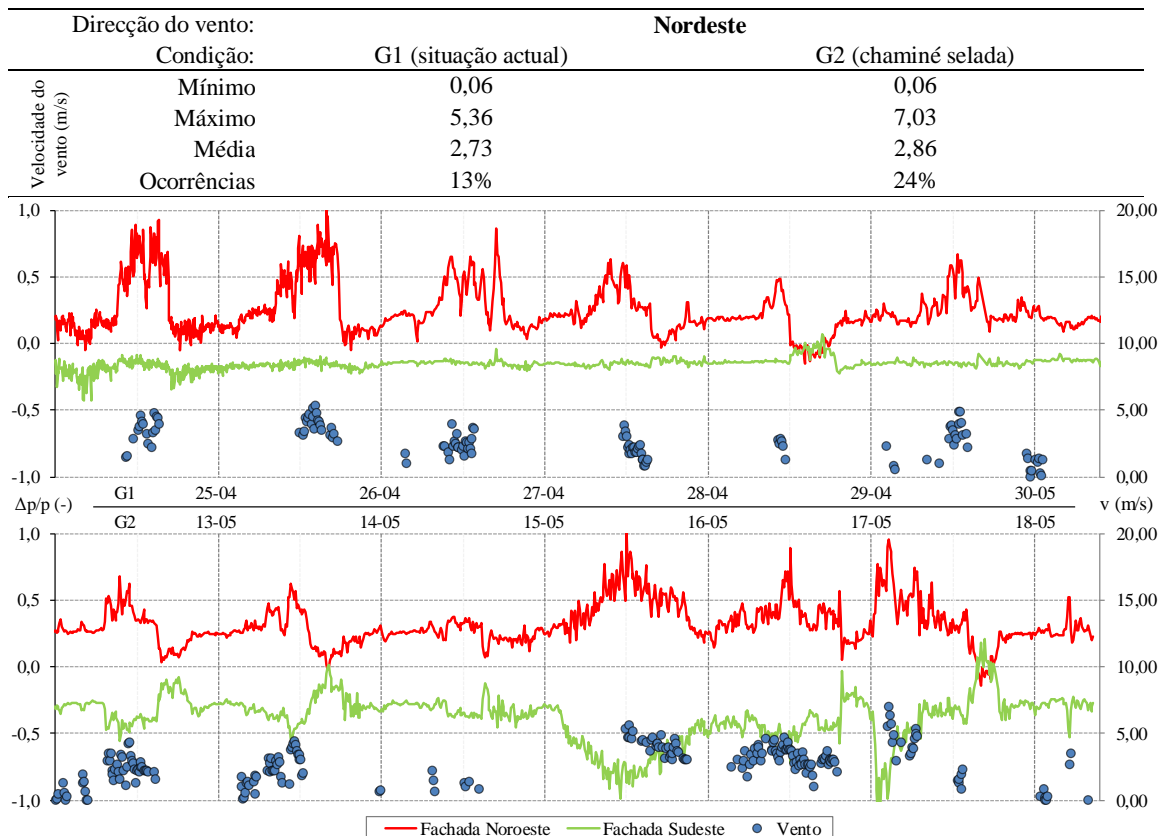 Direcção do vento: Nordeste
Condição: G1 (situação actual) G2 (chaminé selada)
Velocidade do vento (m/s)
Mínimo 0,06 0,06
Máximo 5,36 7,03
Média 2,73 2,86
Ocorrências 13% 24%
1,0 20,00
0,5 15,00
0,0 10,00
-0,5 5,00
-1,0 0,00
G1 25-04 26-04 27-04 28-04 29-04 30-05
Δp/p (-) v (m/s)
G2 13-05 14-05 15-05 16-05 17-05 18-05
1,0 20,00
0,5 15,00
0,0 10,00
-0,5 5,00
-1,0 0,00
Fachada Noroeste Fachada Sudeste Vento